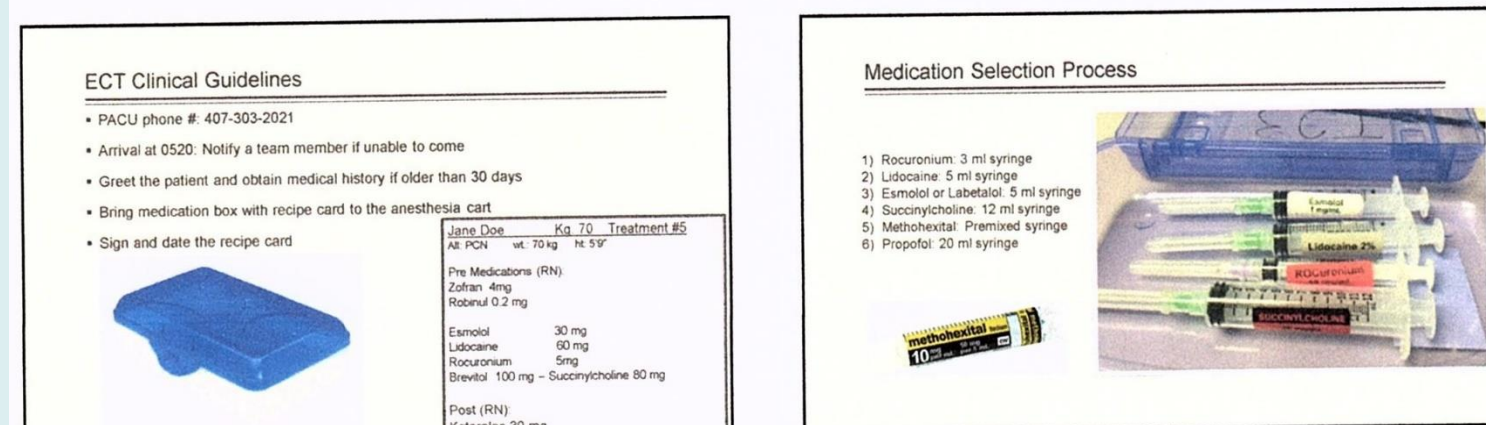 ECT Clinical Guidelines
▪ PACU phone #: 407-303-2021
▪ Arrival at 0520: Notify a team member if unable to come
▪ Greet the patient and obtain medical history if older than 30 days
▪ Bring medication box with recipe card to the anesthesia cart
▪ Sign and date the recipe card
Jane Doe Kg 70 Treatment #5
All: PCN wt.: 70 kg ht: 5'9"
Pre Medications (RN)
Zofran 4mg
Robinul 0.2 mg
Esmolol 30 mg
Lidocaine 60 mg
Rocuronium 5mg
Brevitol 100 mg – Succinylcholine 80 mg
Post (RN):
30 mg
Medication Selection Process
1) Rocuronium: 3 ml syringe
2) Lidocaine: 5 ml syringe
3) Esmolol or Labetalol: 5 ml syringe
4) Succinylcholine: 12 ml syringe
5) Methohexital: Premixed syringe
6) Propofol: 20 ml syringe
ECT
Esmolol
Lidocaine 2%
ROCuronium
SUCCINYLCHOLINE
methohexital
10 mg